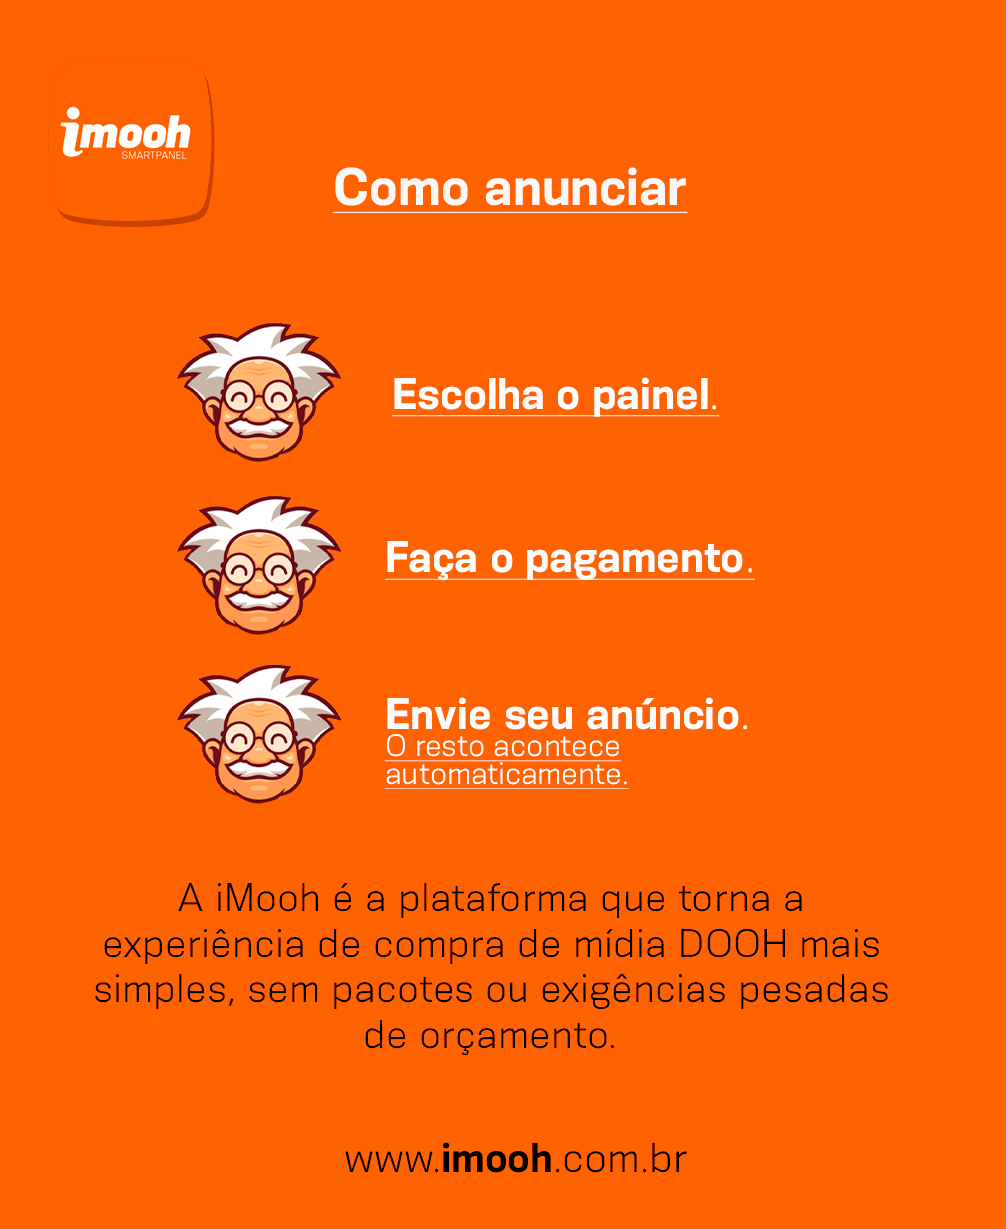 imooh
SMARTPANEL
Como anunciar
Escolha o painel.
Faça o pagamento.
Envie seu anúncio.
O resto acontece
automaticamente.
A iMooh é a plataforma que torna a
experiência de compra de mídia DOOH mais
simples, sem pacotes ou exigências pesadas
de orçamento.
www.imooh.com.br